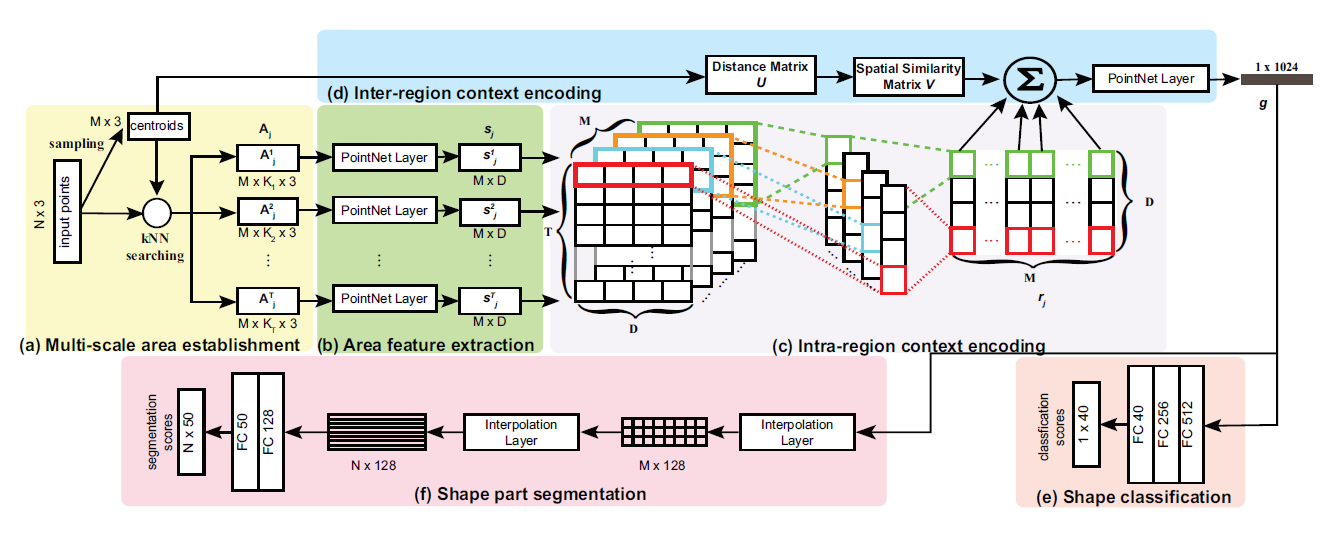 Distance Matrix
U
Spatial Similarity
Matrix V
Σ
PointNet Layer
1 x 1024
g
(d) Inter-region context encoding
M x 3
centroids
sampling
N x 3
input points
kNN
searching
A_j
A^1_j
M x K_1 x 3
A^2_j
M x K_2 x 3
⋮
A^T_j
M x K_T x 3
(a) Multi-scale area establishment
PointNet Layer
PointNet Layer
⋮
PointNet Layer
s_j
s^1_j
M x D
s^2_j
M x D
⋮
s^T_j
M x D
(b) Area feature extraction
M
T
D
...
...
...
...
...
...
D
M
r_j
(c) Intra-region context encoding
segmentation
scores
N x 50
FC 50
FC 128
N x 128
Interpolation
Layer
M x 128
Interpolation
Layer
(f) Shape part segmentation
classfication
scores
1 x 40
FC 40
FC 256
FC 512
(e) Shape classification